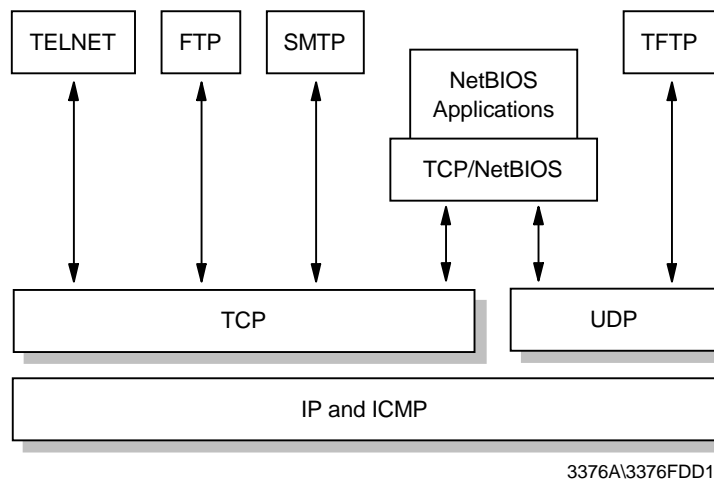 TELNET
FTP
SMTP
TFTP
NetBIOS
Applications
TCP/NetBIOS
TCP
UDP
IP and ICMP
3376A\3376FDD1